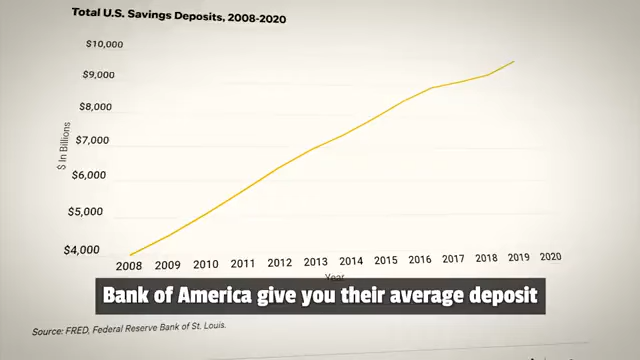 Total U.S. Savings Deposits, 2008-2020
$10,000
$9,000
$8,000
$7,000
$6,000
$5,000
$4,000
$ In Billions
2008 2009 2010 2011 2012 2013 2014 2015 2016 2017 2018 2019 2020
Year
Bank of America give you their average deposit
Source: FRED, Federal Reserve Bank of St. Louis.